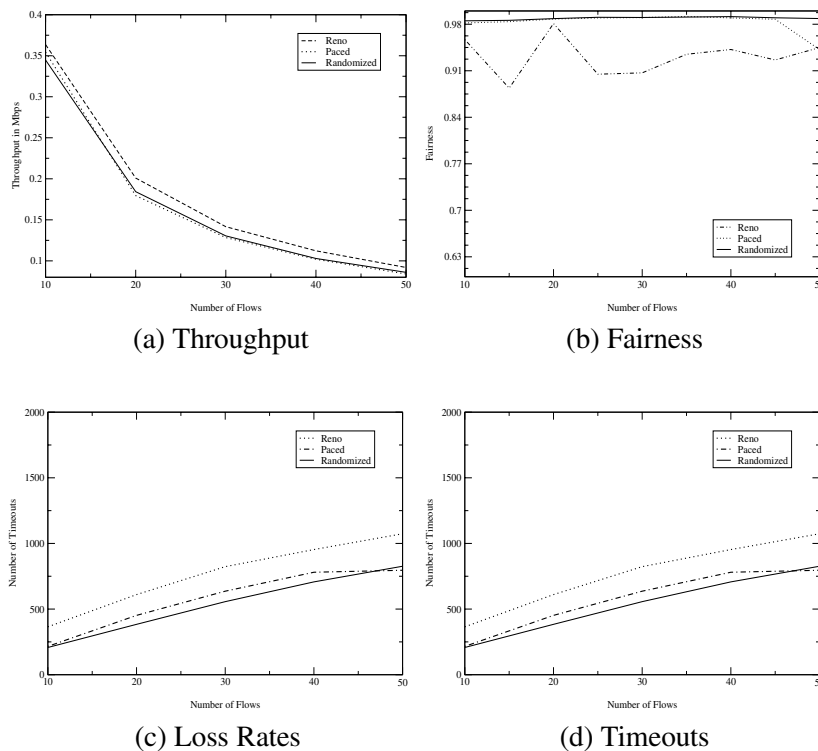 0.4
0.35
0.3
0.25
0.2
0.15
0.1
Throughput in Mbps
10 20 30 40 50
Number of Flows
Reno
Paced
Randomized
(a) Throughput
0.98
0.91
0.84
0.77
0.7
0.63
Fairness
10 20 30 40 50
Number of Flows
Reno
Paced
Randomized
(b) Fairness
2000
1500
1000
500
0
Number of Timeouts
10 20 30 40 50
Number of Flows
Reno
Paced
Randomized
(c) Loss Rates
2000
1500
1000
500
0
Number of Timeouts
10 20 30 40 50
Number of Flows
Reno
Paced
Randomized
(d) Timeouts